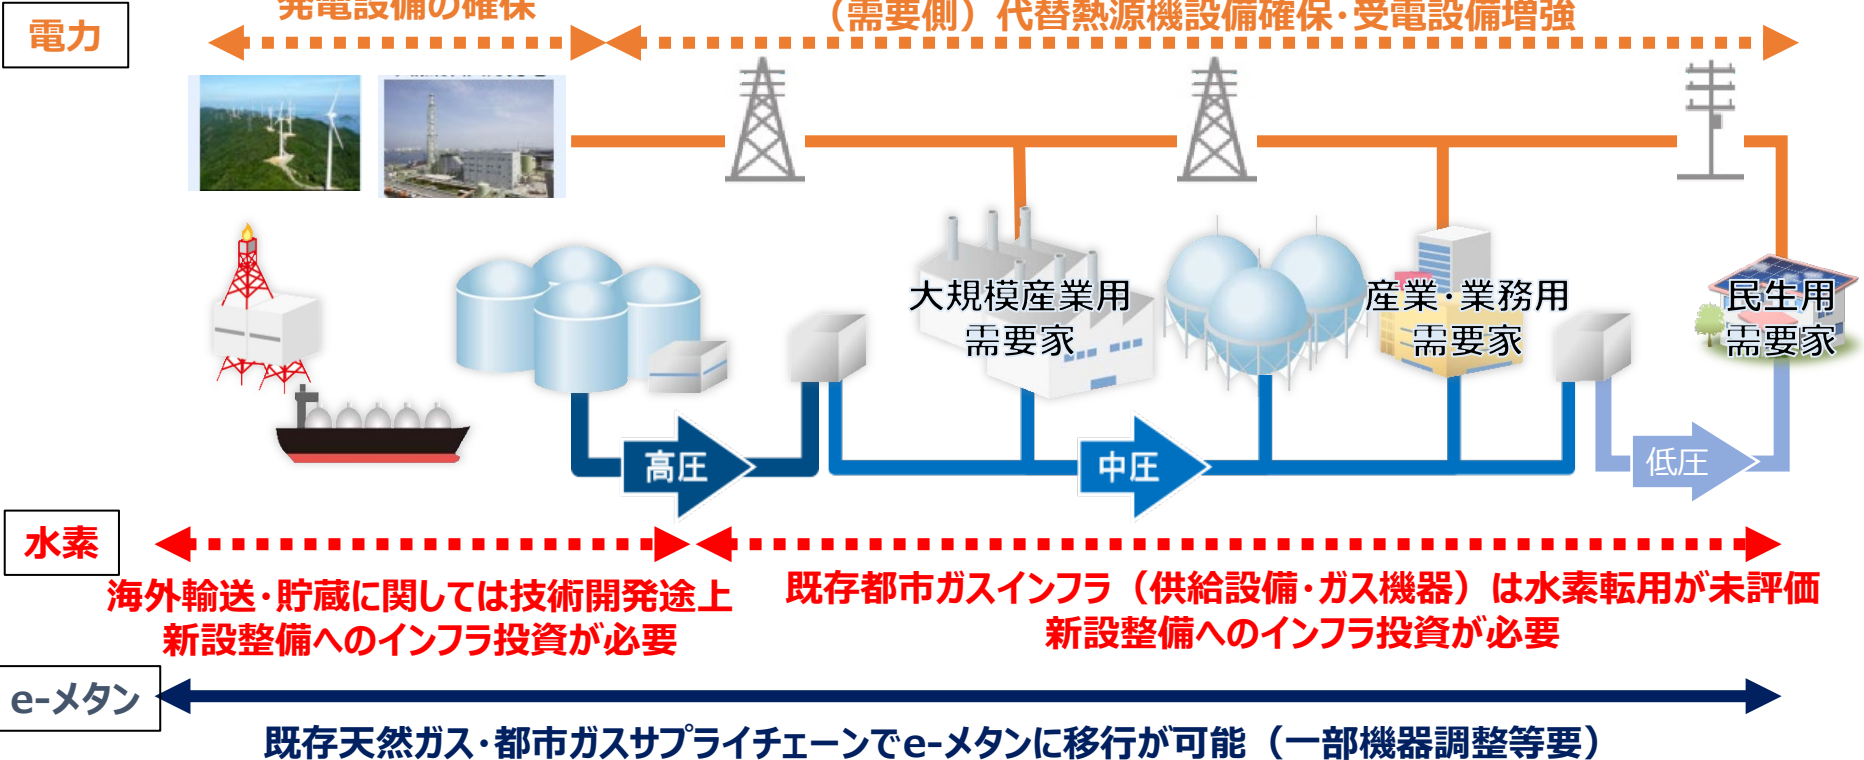 発電設備の確保
（需要側）代替熱源機設備確保･受電設備増強
電力
大規模産業用
需要家
産業･業務用
需要家
民生用
需要家
高圧
中圧
低圧
水素
海外輸送･貯蔵に関しては技術開発途上
新設整備へのインフラ投資が必要
既存都市ガスインフラ（供給設備･ガス機器）は水素転用が未評価
新設整備へのインフラ投資が必要
e-メタン
既存天然ガス･都市ガスサプライチェーンでe-メタンに移行が可能（一部機器調整等要）